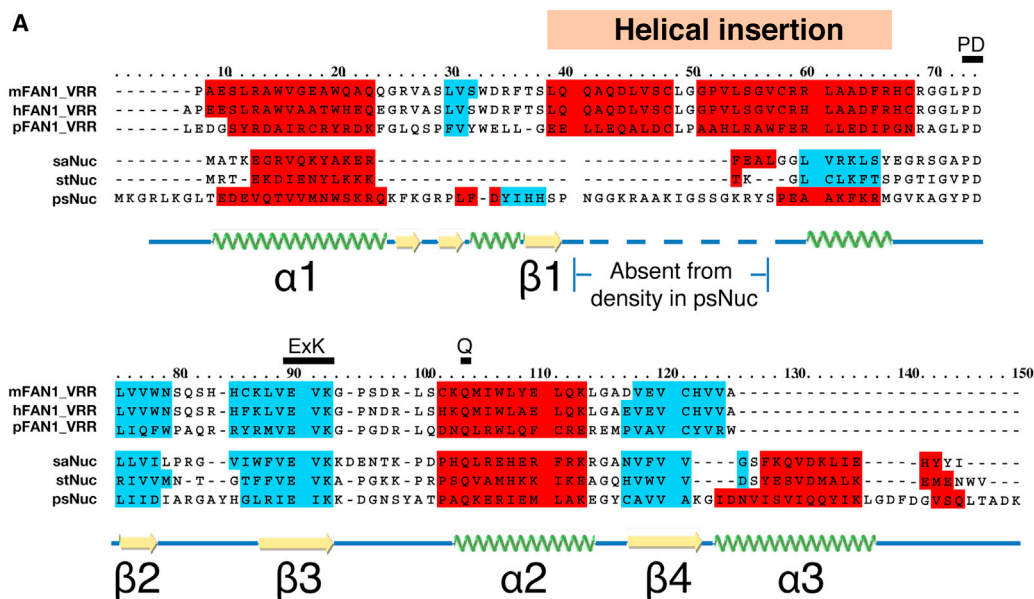 A
Helical insertion
PD
. . . . . . . . 10 . . . . . . . . 20 . . . . . . . . 30 . . . . . . . . 40 . . . . . . . . 50 . . . . . . . . 60 . . . . . . . . 70 . . . .
mFAN1_VRR - - - - - - - PAESLRAWVGEAWQAQQGRVASLVSWDRFTSLQ QAQDLVSCLGGPVLSGVCRR LAADFRHCRGGLPD
hFAN1_VRR - - - - - - APEESLRAWVAATWHEQEGRVASLVSWDRFTSLQ QAQDLVSCLGGPVLSGVCRH LAADFRHCRGGLPD
pFAN1_VRR - - - - - - - LEDGSYRDAIRCRYRDKFGLQSPFVYWELL-GEE LLEQALDCLPAAHLRAWFER LLEDIPGNRAGLPD
saNuc - - - - - - - - MATKEGRVQKYAKER - - - - - - - - - - - - - - - - - - - - - - - - - - - - - FEALGGL VRKLSYEGRSGAPD
stNuc - - - - - - - - MRT-EKDIENYLKKK - - - - - - - - - - - - - - - - - - - - - - - - - - - - - TK--GL CLKFTSPGTIGVPD
psNuc MKGRLKGLTEDEVQTVVMNWSKRQKFKGRPLF-DYIHHSP NGGKRAAKIGSSGKRYSPEA AKFKRMGVKAGYPD
α1
β1
Absent from
density in psNuc
ExK
Q
. . . . . 80 . . . . . . . . 90 . . . . . . . . 100 . . . . . . . . 110 . . . . . . . . 120 . . . . . . . . 130 . . . . . . . . 140 . . . . . . . . 150
mFAN1_VRR LVVWNSQSH-HCKLVE VKG-PSDR-LSCKQMIWLYE LQKLGADVEV CHVVA - - - - - - - - - - - - - - - - - - - - - - - -
hFAN1_VRR LVVWNSQSR-HFKLVE VKG-PNDR-LSHKQMIWLAE LQKLGAEVEV CHVVA - - - - - - - - - - - - - - - - - - - - - - - -
pFAN1_VRR LIQFWPAQR-RYRMVE VKG-PGDR-LQDNQLRWLQF CREREMPVAV CYVRW - - - - - - - - - - - - - - - - - - - - - - - -
saNuc LLVILPRG-VIWFVE VKKDENTK-PDPHQLREHER FRKRGANVFVV V----GSFKQVDKLIE-----HYYI-
stNuc RIVVMN-T-GTFFVE VKA-PGKK-PRPSQVAMHKK IKEAGQHVWVV V----DSYESVDMALK-----EMENWV-
psNuc LIIDIARGAYHGLRIE IKK-DGNSYATPAQKERIEM LAKEGYCAVV AKGIDNVISVIQQYIKLGDFDGVSQLTADK
β2
β3
α2
β4
α3